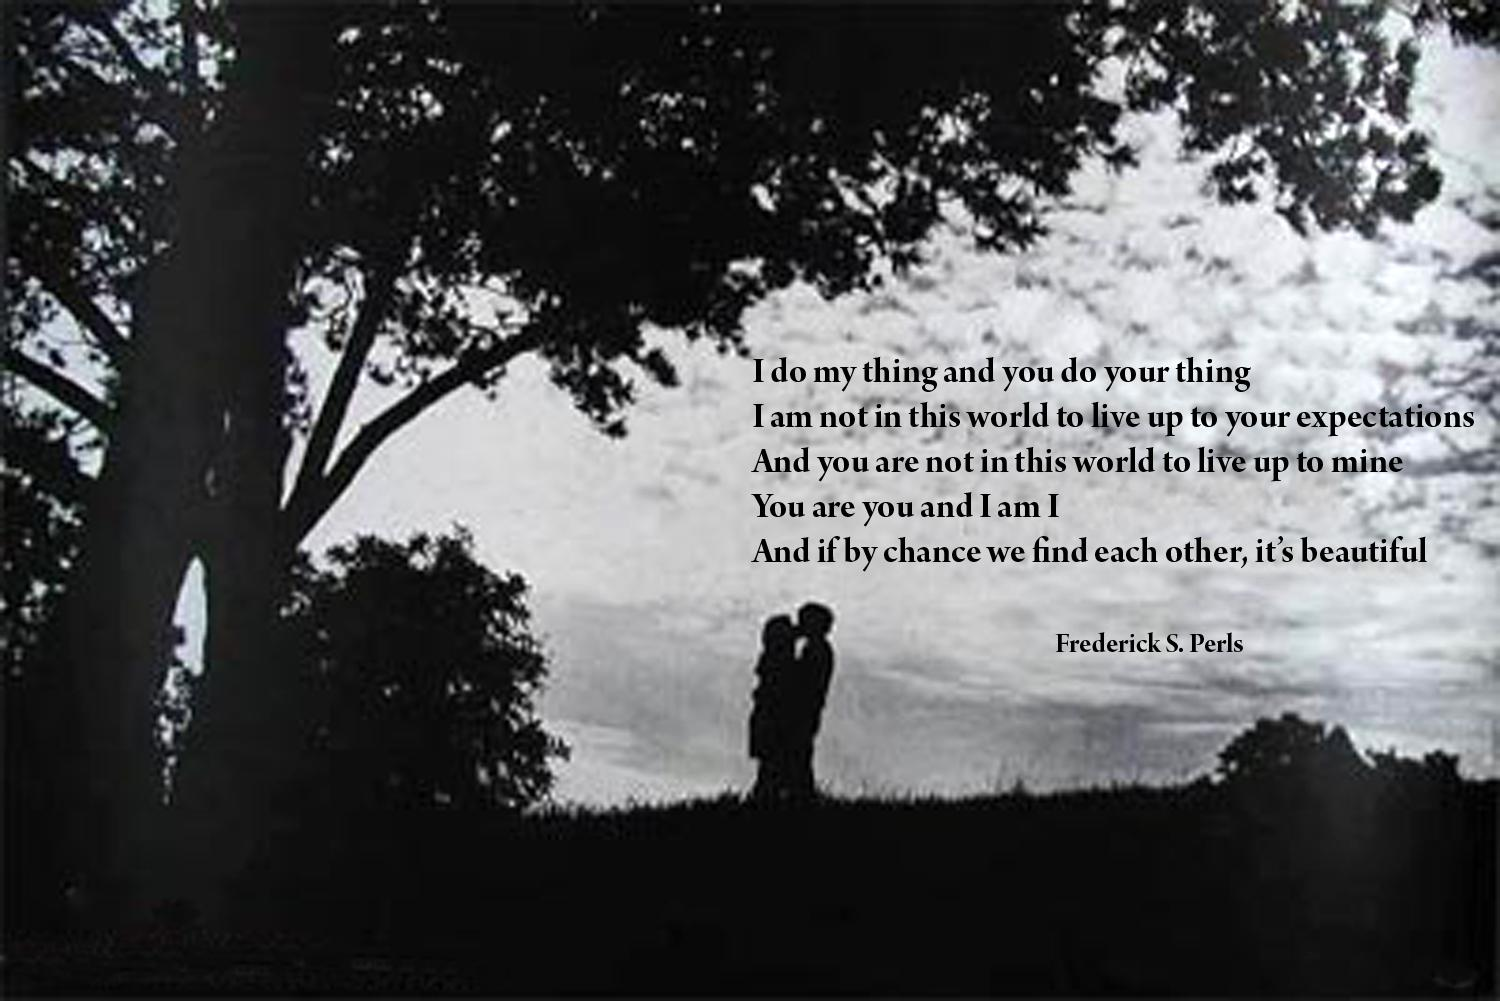 I do my thing and you do your thing
I am not in this world to live up to your expectations
And you are not in this world to live up to mine
You are you and I am I
And if by chance we find each other, it’s beautiful
Frederick S. Perls